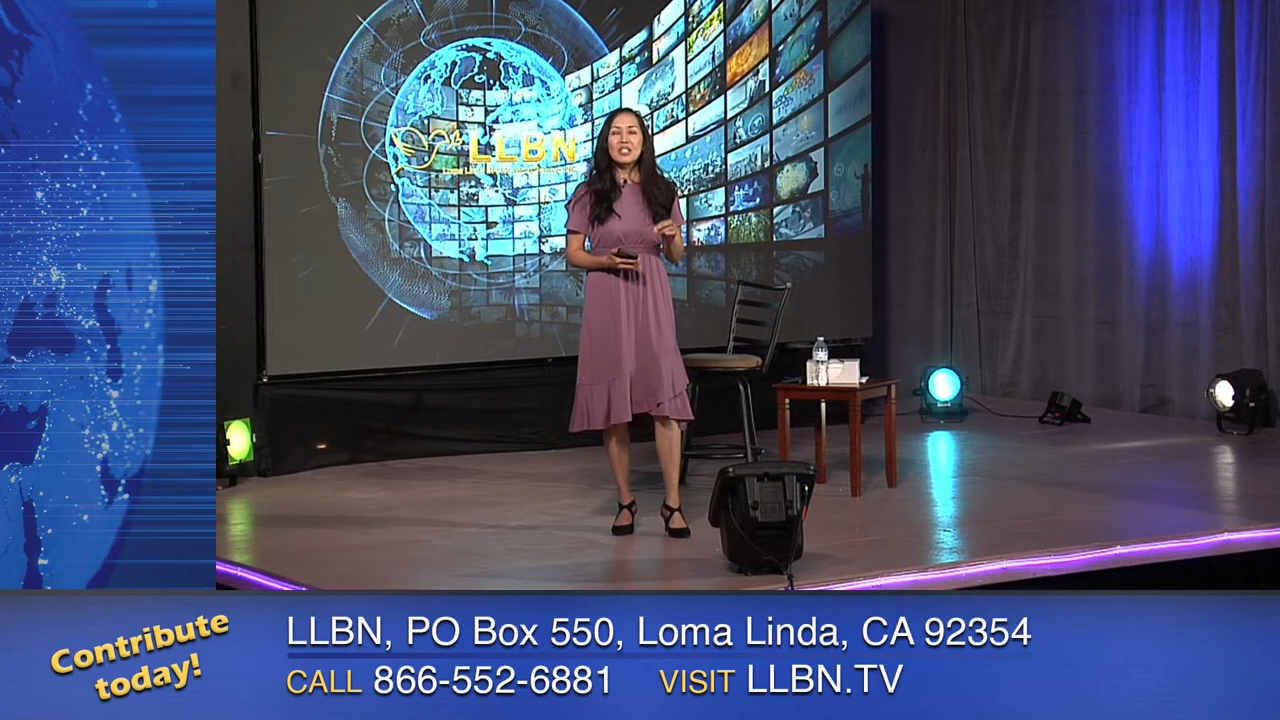 LLBN
Contribute
today!
LLBN, PO Box 550, Loma Linda, CA 92354
CALL 866-552-6881 VISIT LLBN.TV